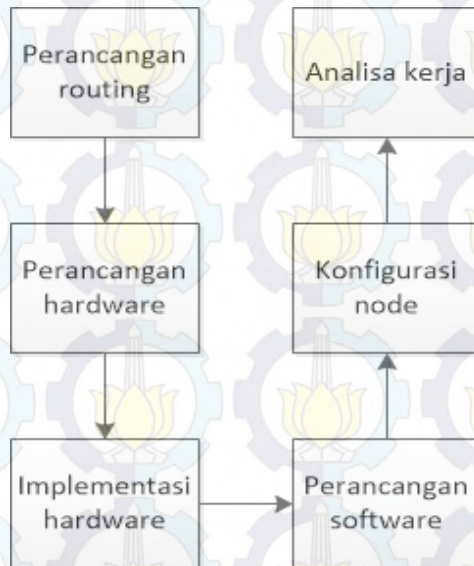 Perancangan
routing
Perancangan
hardware
Implementasi
hardware
Perancangan
software
Konfigurasi
node
Analisa kerja